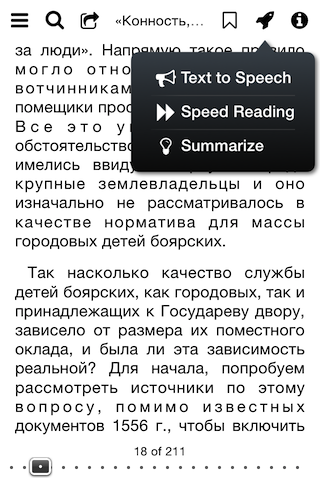 «Конность,...
за люди». Напрямую такое правило
могло
вотчинникам
помещики
Все это
обстоятельство
имелись ввиду
крупные землевладельцы и оно
изначально не рассматривалось в
качестве норматива для массы
городовых детей боярских.
Text to Speech
Speed Reading
Summarize
Так насколько качество службы
детей боярских, как городовых, так и
принадлежащих к Государеву двору,
зависело от размера их поместного
оклада, и была ли эта зависимость
реальной? Для начала, попробуем
рассмотреть источники по этому
вопросу, помимо известных
документов 1556 г., чтобы включить
18 of 211